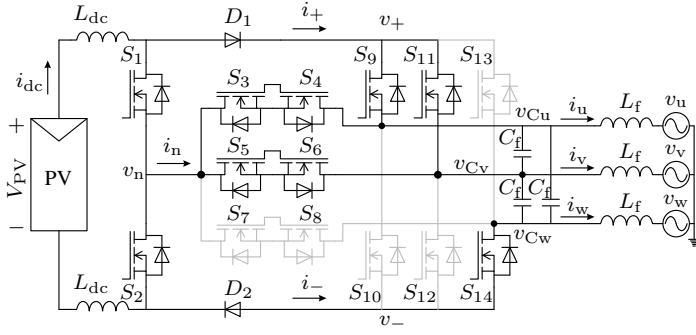 L_dc D_1 i_+ v_+
i_dc S_1 S_9 S_11 S_13
S_3 S_4
v_Cu i_u L_f v_u
+ i_n C_f
S_5 S_6
V_PV PV v_n v_Cv i_v L_f v_v
C_f C_f
− S_7 S_8 i_w L_f v_w
v_Cw
L_dc S_2 D_2 i_− S_10 S_12 S_14
v_−